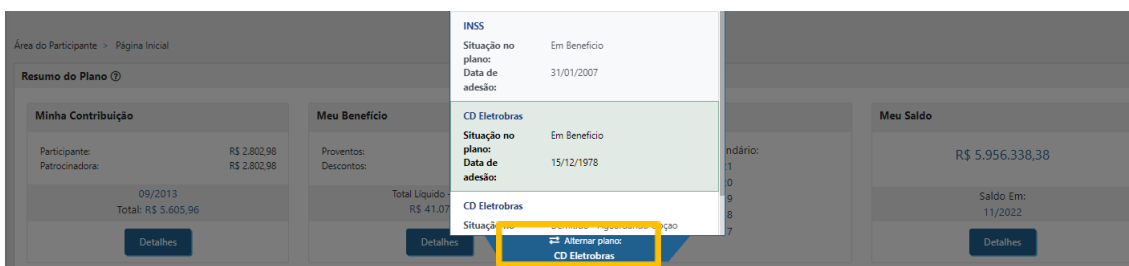 INSS
Situação no plano: Em Beneficio
Data de adesão: 31/01/2007
Área do Participante > Página Inicial
Resumo do Plano ?
Minha Contribuição
Participante: R$ 2.802,98
Patrocinadora: R$ 2.802,98
09/2013
Total: R$ 5.605,96
Detalhes
Meu Benefício
Proventos:
Descontos:
Total Líquido -
R$ 41.07
Detalhes
CD Eletrobras
Situação no plano: Em Beneficio
Data de adesão: 15/12/1978
CD Eletrobras
Situação no
Alternar plano:
CD Eletrobras
ndário:
Meu Saldo
R$ 5.956.338,38
Saldo Em:
11/2022
Detalhes